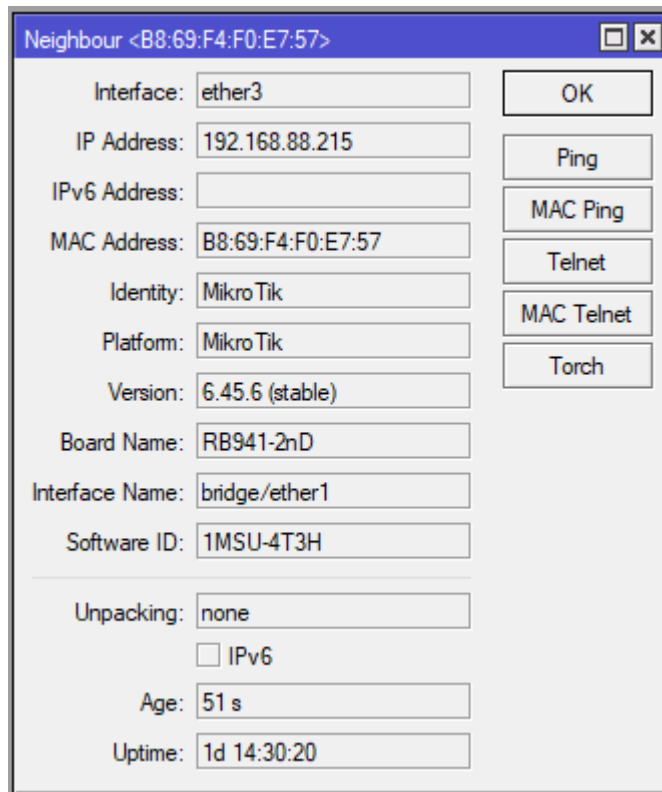 Neighbour <B8:69:F4:F0:E7:57>
Interface: ether3
OK
IP Address: 192.168.88.215
Ping
IPv6 Address:
MAC Ping
MAC Address: B8:69:F4:F0:E7:57
Telnet
Identity: MikroTik
MAC Telnet
Platform: MikroTik
Torch
Version: 6.45.6 (stable)
Board Name: RB941-2nD
Interface Name: bridge/ether1
Software ID: 1MSU-4T3H
Unpacking: none
IPv6
Age: 51 s
Uptime: 1d 14:30:20